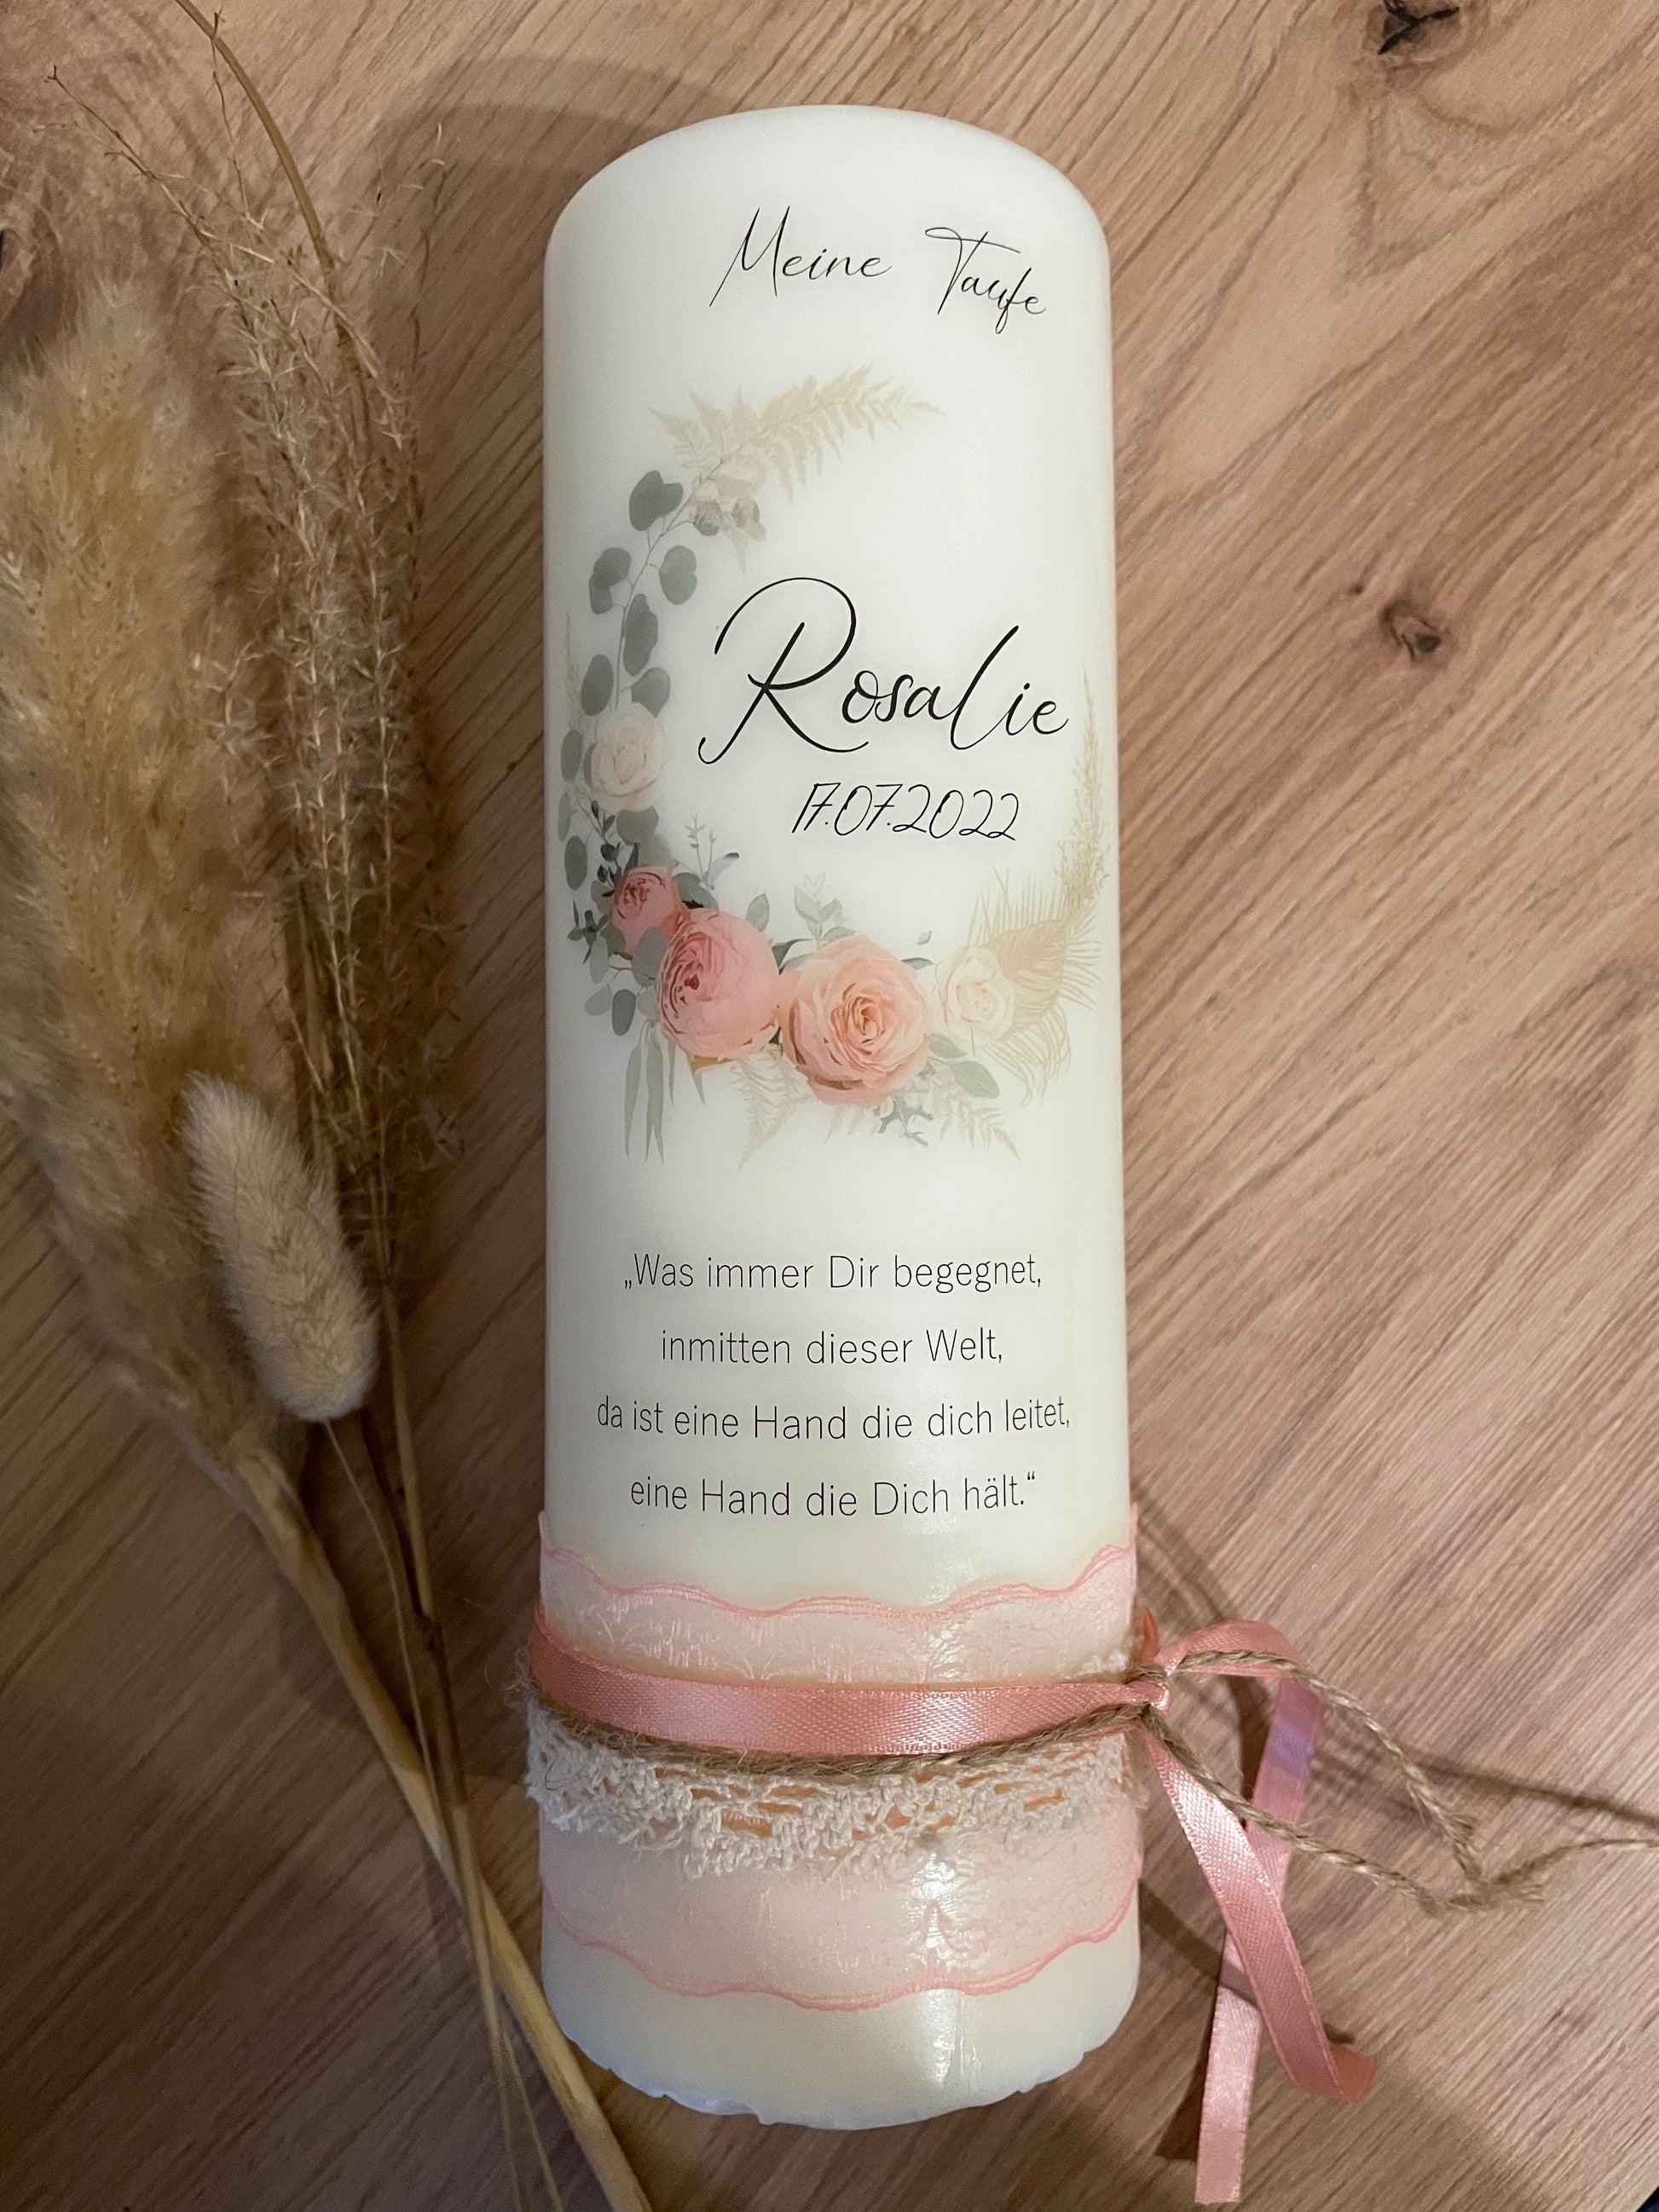 Meine Taufe
Rosalie
17.07.2022
„Was immer Dir begegnet,
inmitten dieser Welt,
da ist eine Hand die dich leitet,
eine Hand die Dich hält.“